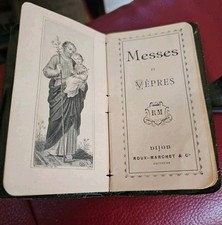 Messes
ET
VÊPRES
RM
DIJON
ROUX-MARCHET & Cie